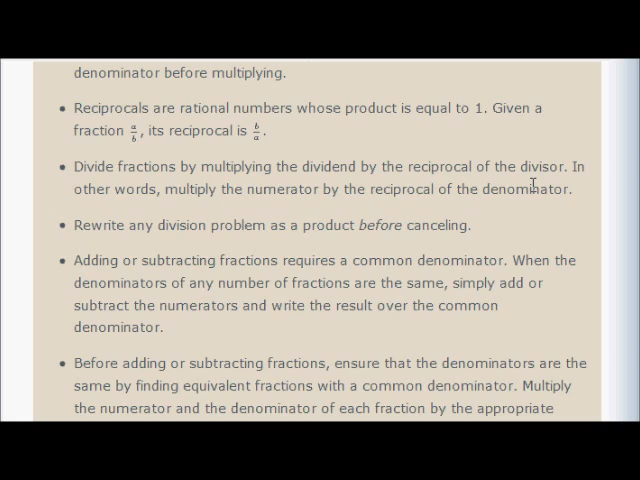 denominator before multiplying.
• Reciprocals are rational numbers whose product is equal to 1. Given a
fraction a/b, its reciprocal is b/a.
• Divide fractions by multiplying the dividend by the reciprocal of the divisor. In
other words, multiply the numerator by the reciprocal of the denominator.
• Rewrite any division problem as a product before canceling.
• Adding or subtracting fractions requires a common denominator. When the
denominators of any number of fractions are the same, simply add or
subtract the numerators and write the result over the common
denominator.
• Before adding or subtracting fractions, ensure that the denominators are the
same by finding equivalent fractions with a common denominator. Multiply
the numerator and the denominator of each fraction by the appropriate